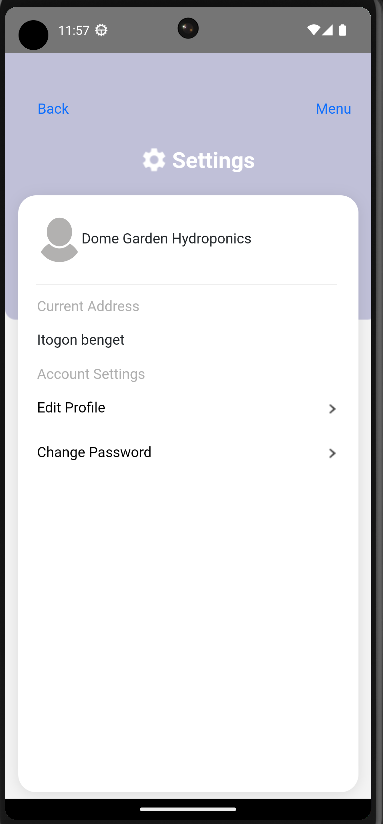 11:57
Back
Menu
Settings
Dome Garden Hydroponics
Current Address
Itogon benget
Account Settings
Edit Profile
Change Password